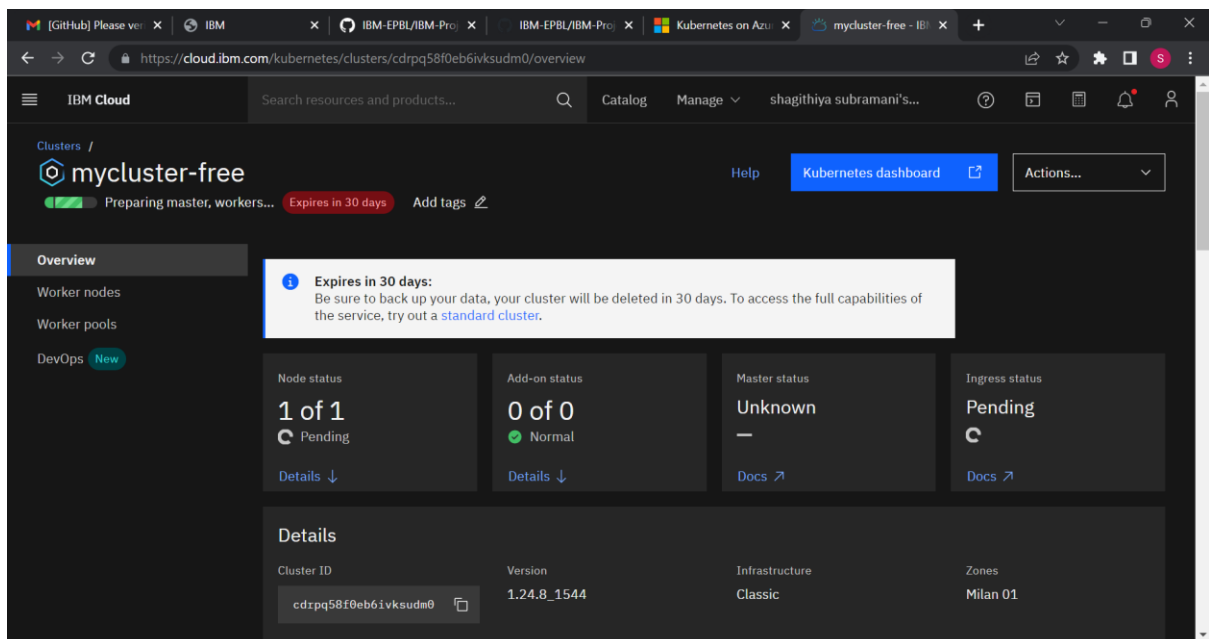 [GitHub] Please ver
IBM
IBM-EPBL/IBM-Proj
IBM-EPBL/IBM-Proj
Kubernetes on Azu
mycluster-free - IB
https://cloud.ibm.com/kubernetes/clusters/cdrpq58f0eb6ivksudm0/overview
S
IBM Cloud
Search resources and products...
Catalog
Manage
shagithiya subramani's...
Clusters /
mycluster-free
Help
Kubernetes dashboard
Actions...
Preparing master, workers...
Expires in 30 days
Add tags
Overview
Worker nodes
Worker pools
DevOps New
Expires in 30 days:
Be sure to back up your data, your cluster will be deleted in 30 days. To access the full capabilities of
the service, try out a standard cluster.
Node status
1 of 1
Pending
Details ↓
Add-on status
0 of 0
Normal
Details ↓
Master status
Unknown
—
Docs ↗
Ingress status
Pending
Docs ↗
Details
Cluster ID
cdrpq58f0eb6ivksudm0
Version
1.24.8_1544
Infrastructure
Classic
Zones
Milan 01